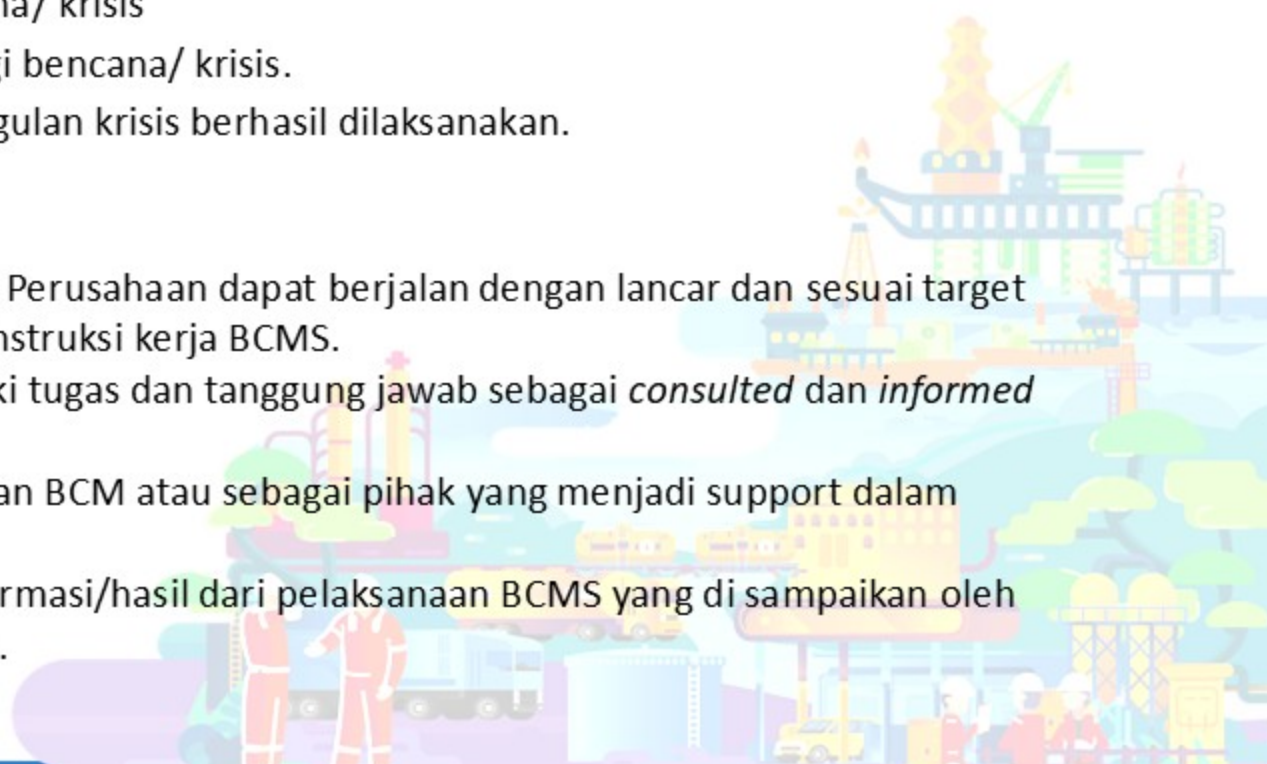 na/ krisis
gi bencana/ krisis.
gulan krisis berhasil dilaksanakan.
Perusahaan dapat berjalan dengan lancar dan sesuai target
nstruksi kerja BCMS.
ki tugas dan tanggung jawab sebagai consulted dan informed
an BCM atau sebagai pihak yang menjadi support dalam
rmasi/hasil dari pelaksanaan BCMS yang di sampaikan oleh
.